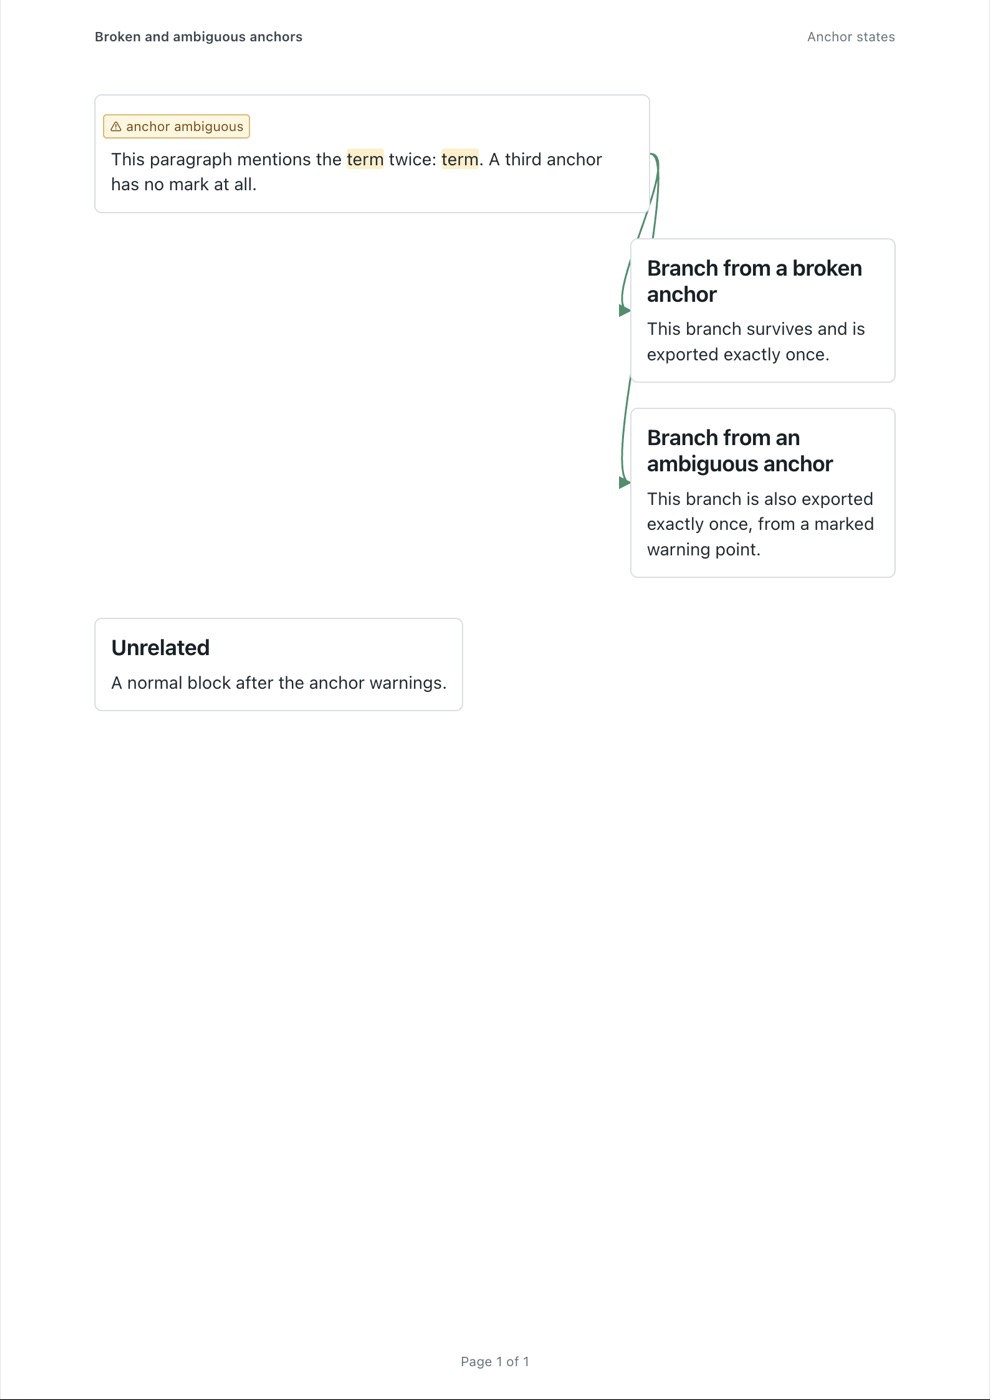 Broken and ambiguous anchors
Anchor states
⚠ anchor ambiguous
This paragraph mentions the term twice: term. A third anchor
has no mark at all.
Branch from a broken
anchor
This branch survives and is
exported exactly once.
Branch from an
ambiguous anchor
This branch is also exported
exactly once, from a marked
warning point.
Unrelated
A normal block after the anchor warnings.
Page 1 of 1